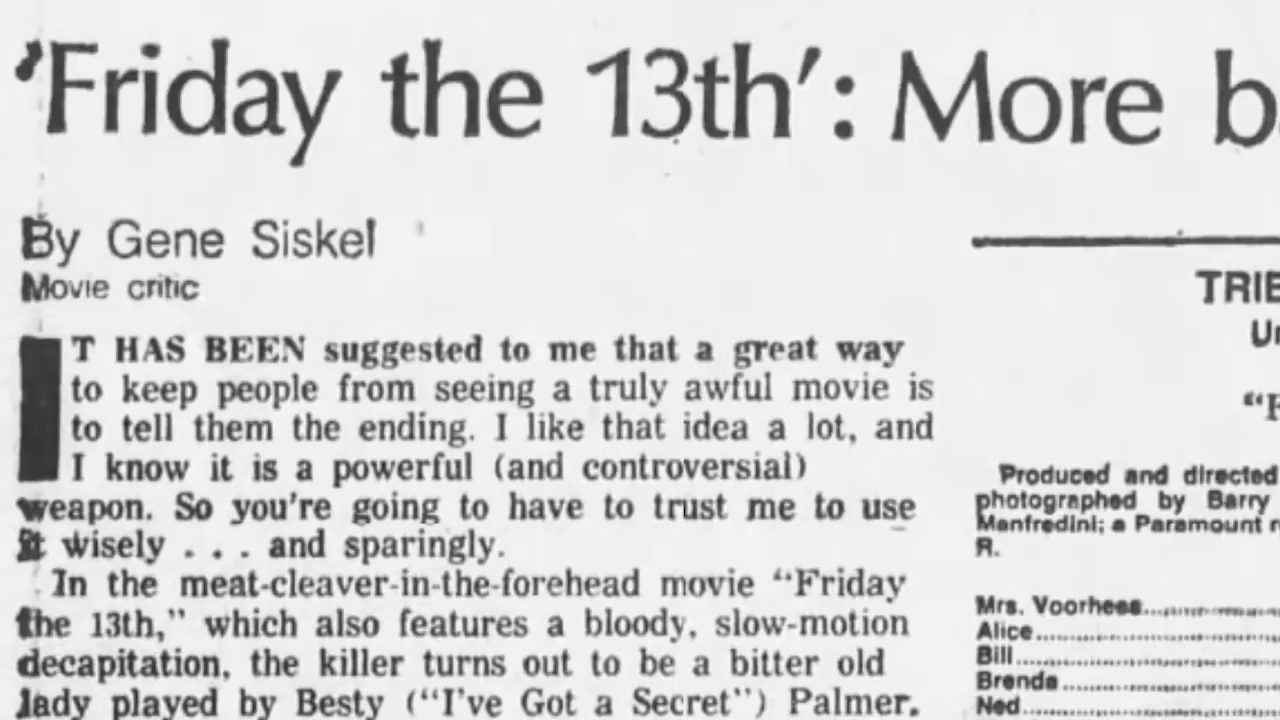 'Friday the 13th': More
By Gene Siskel
Movie critic
IT HAS BEEN suggested to me that a great way
to keep people from seeing a truly awful movie is
to tell them the ending. I like that idea a lot, and
I know it is a powerful (and controversial)
weapon. So you're going to have to trust me to use
it wisely . . . and sparingly.
In the meat-cleaver-in-the-forehead movie "Friday
the 13th," which also features a bloody, slow-motion
decapitation, the killer turns out to be a bitter old
lady played by Besty ("I've Got a Secret") Palmer.
Produced and directed
photographed by Barry
Manfredini; a Paramount
R.
Mrs. Voorhees
Alice
Bill
Brenda
Ned